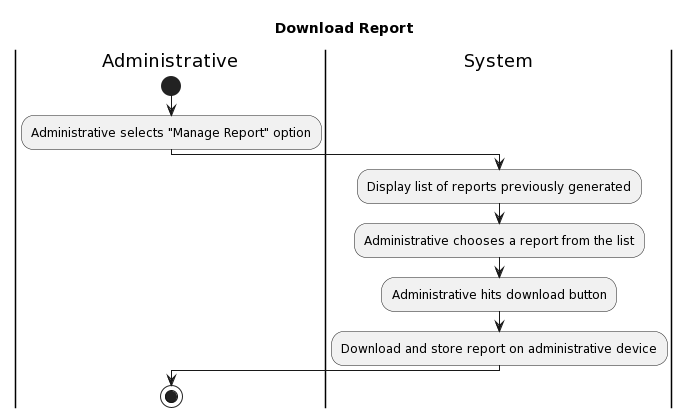 Download Report
Administrative
System
Administrative selects "Manage Report" option
Display list of reports previously generated
Administrative chooses a report from the list
Administrative hits download button
Download and store report on administrative device